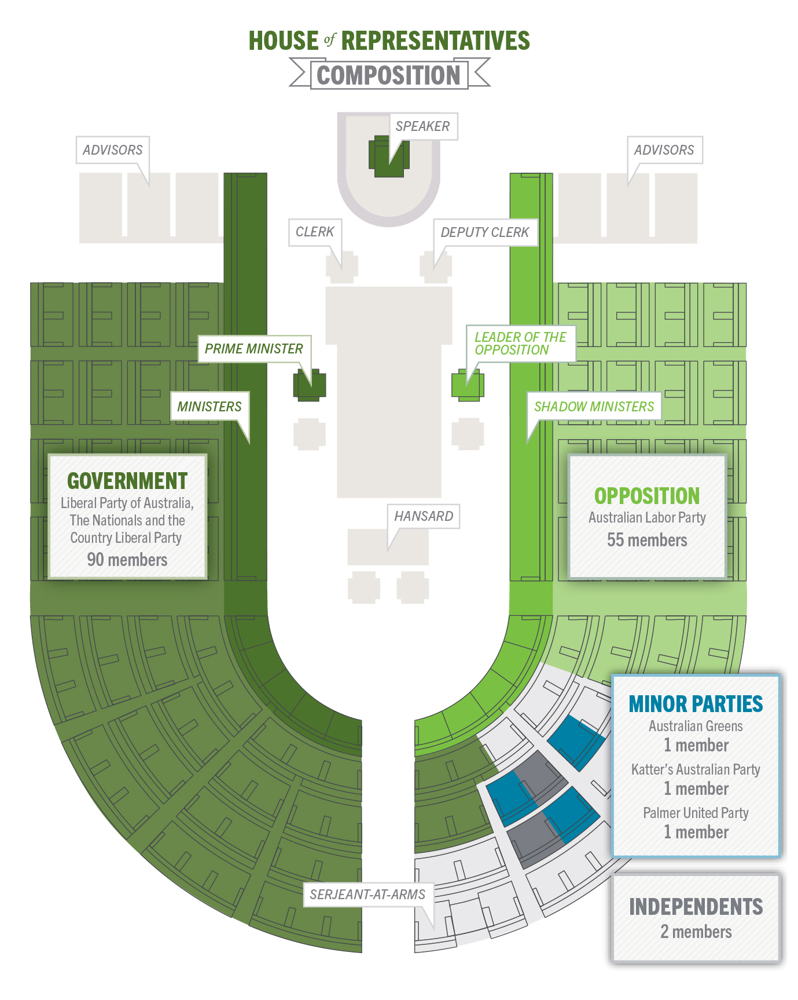 HOUSE of REPRESENTATIVES
COMPOSITION
SPEAKER
ADVISORS
ADVISORS
CLERK
DEPUTY CLERK
PRIME MINISTER
LEADER OF THE
OPPOSITION
MINISTERS
SHADOW MINISTERS
GOVERNMENT
Liberal Party of Australia,
The Nationals and the
Country Liberal Party
90 members
OPPOSITION
Australian Labor Party
55 members
HANSARD
MINOR PARTIES
Australian Greens
1 member
Katter’s Australian Party
1 member
Palmer United Party
1 member
SERJEANT-AT-ARMS
INDEPENDENTS
2 members